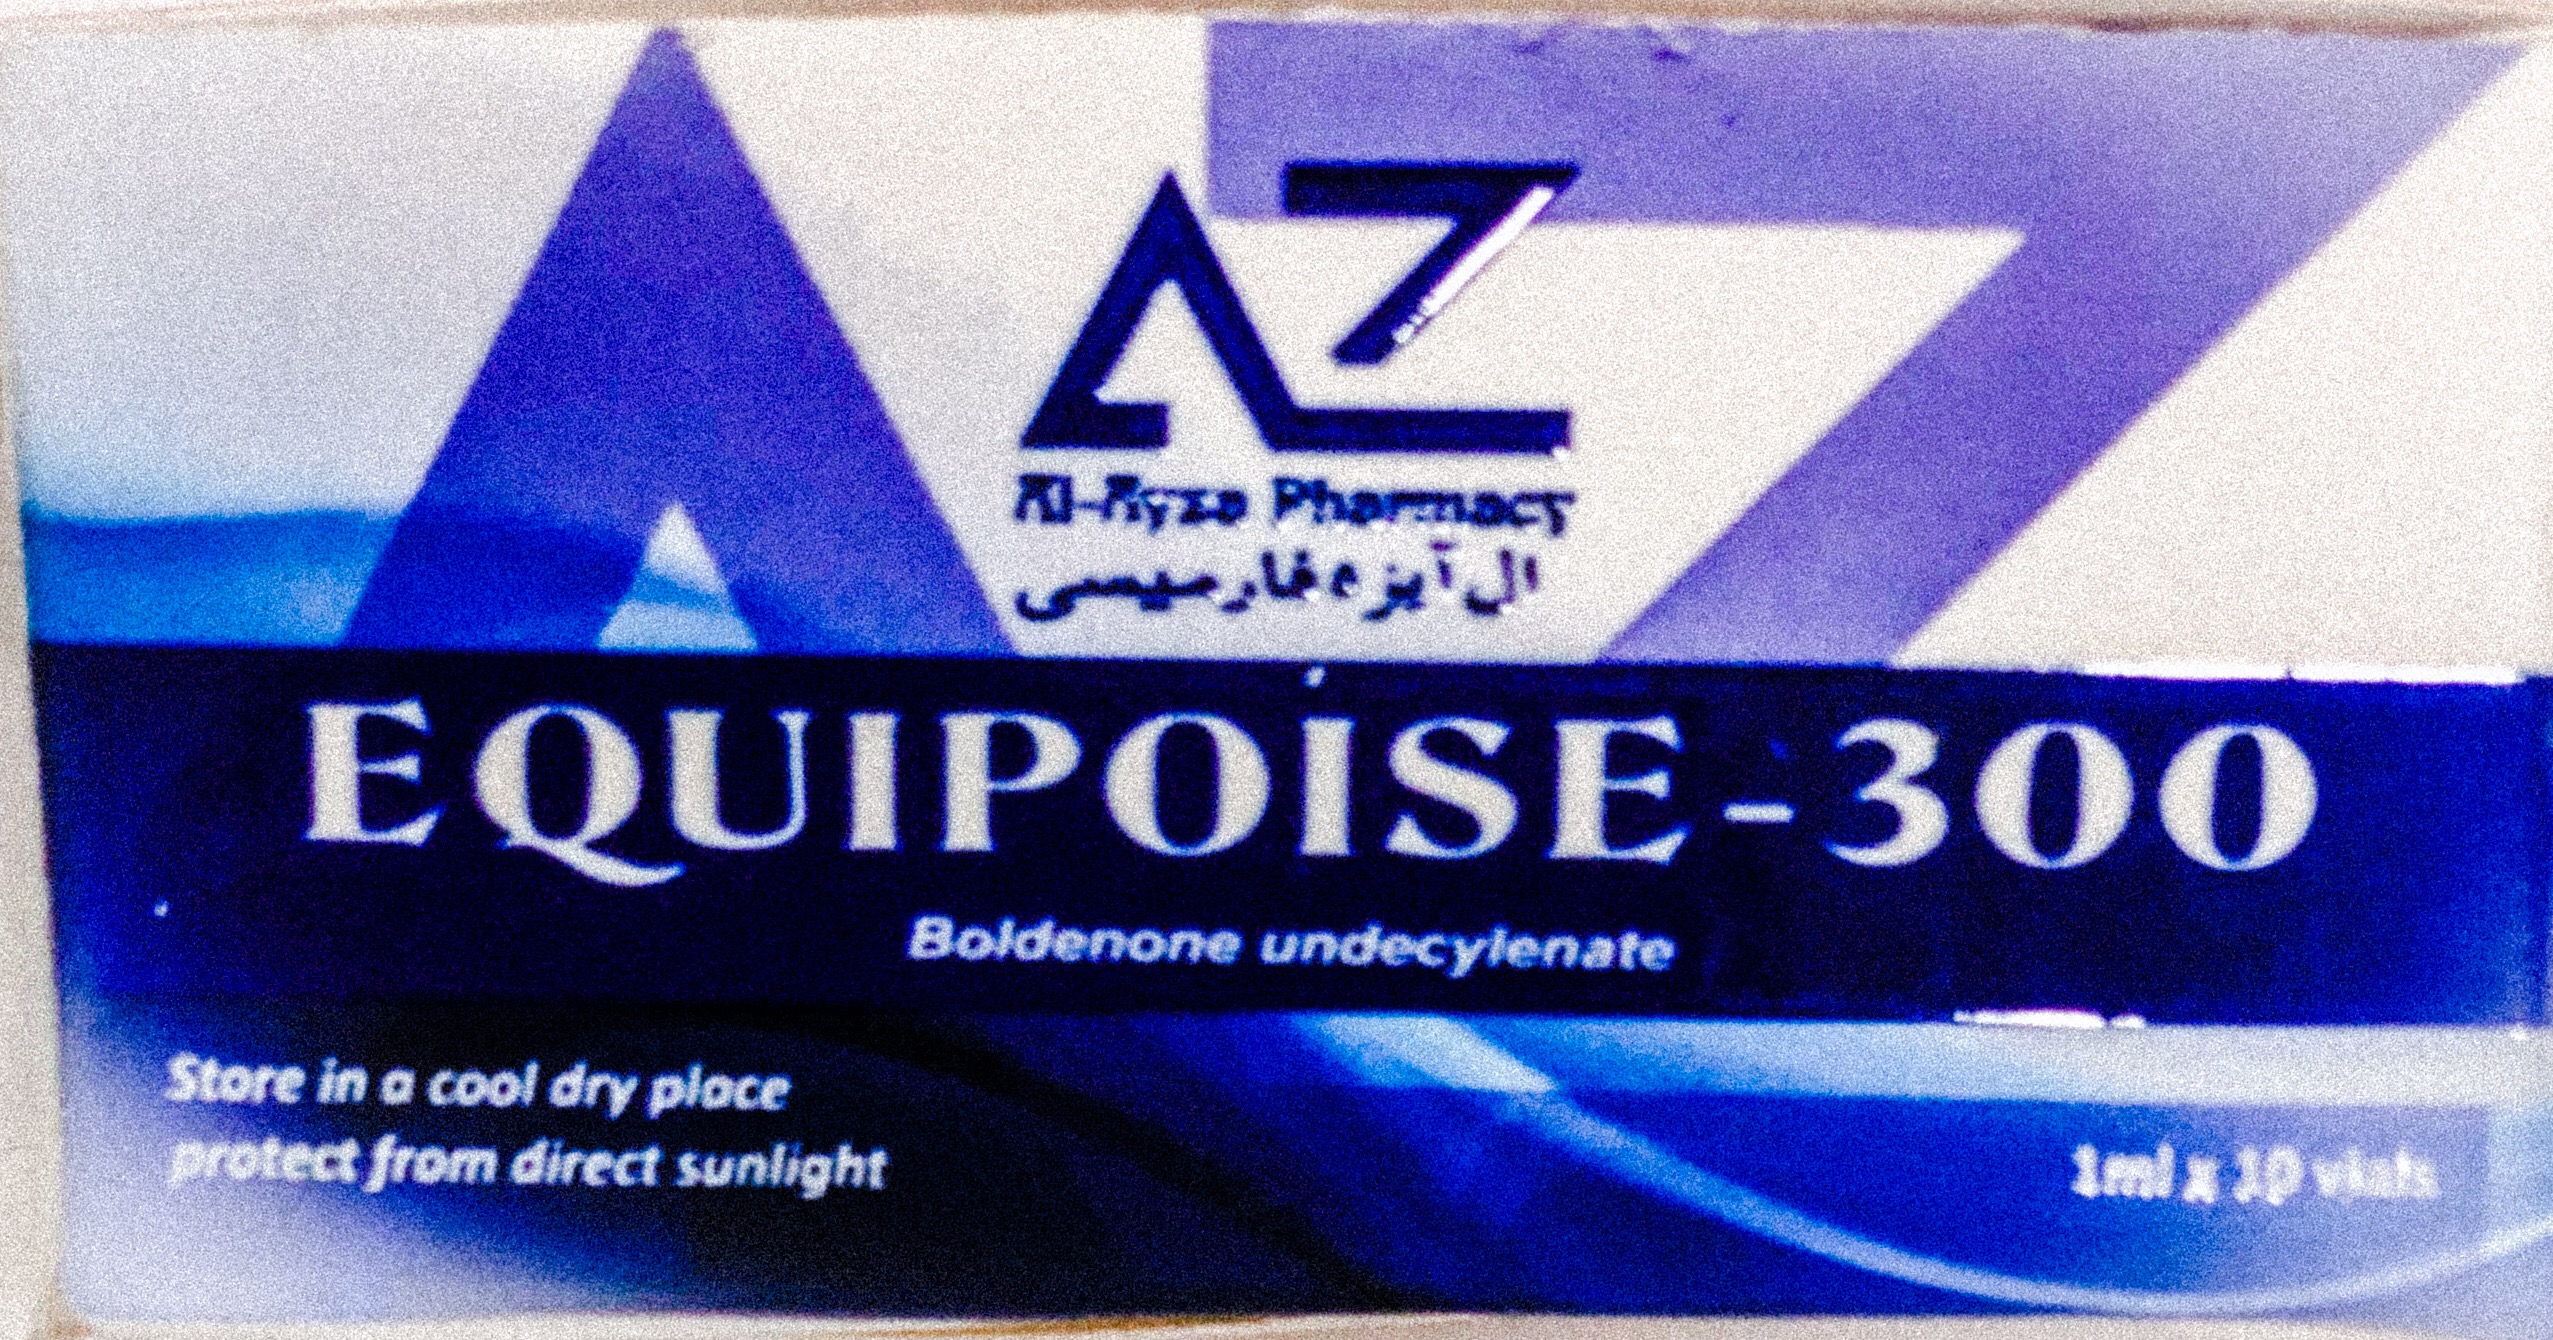 AZ
Al-Ayza Pharmacy
ال آیزہ فارمیسی
EQUIPOISE-300
Boldenone undecylenate
Store in a cool dry place
protect from direct sunlight
1ml x 10 vials